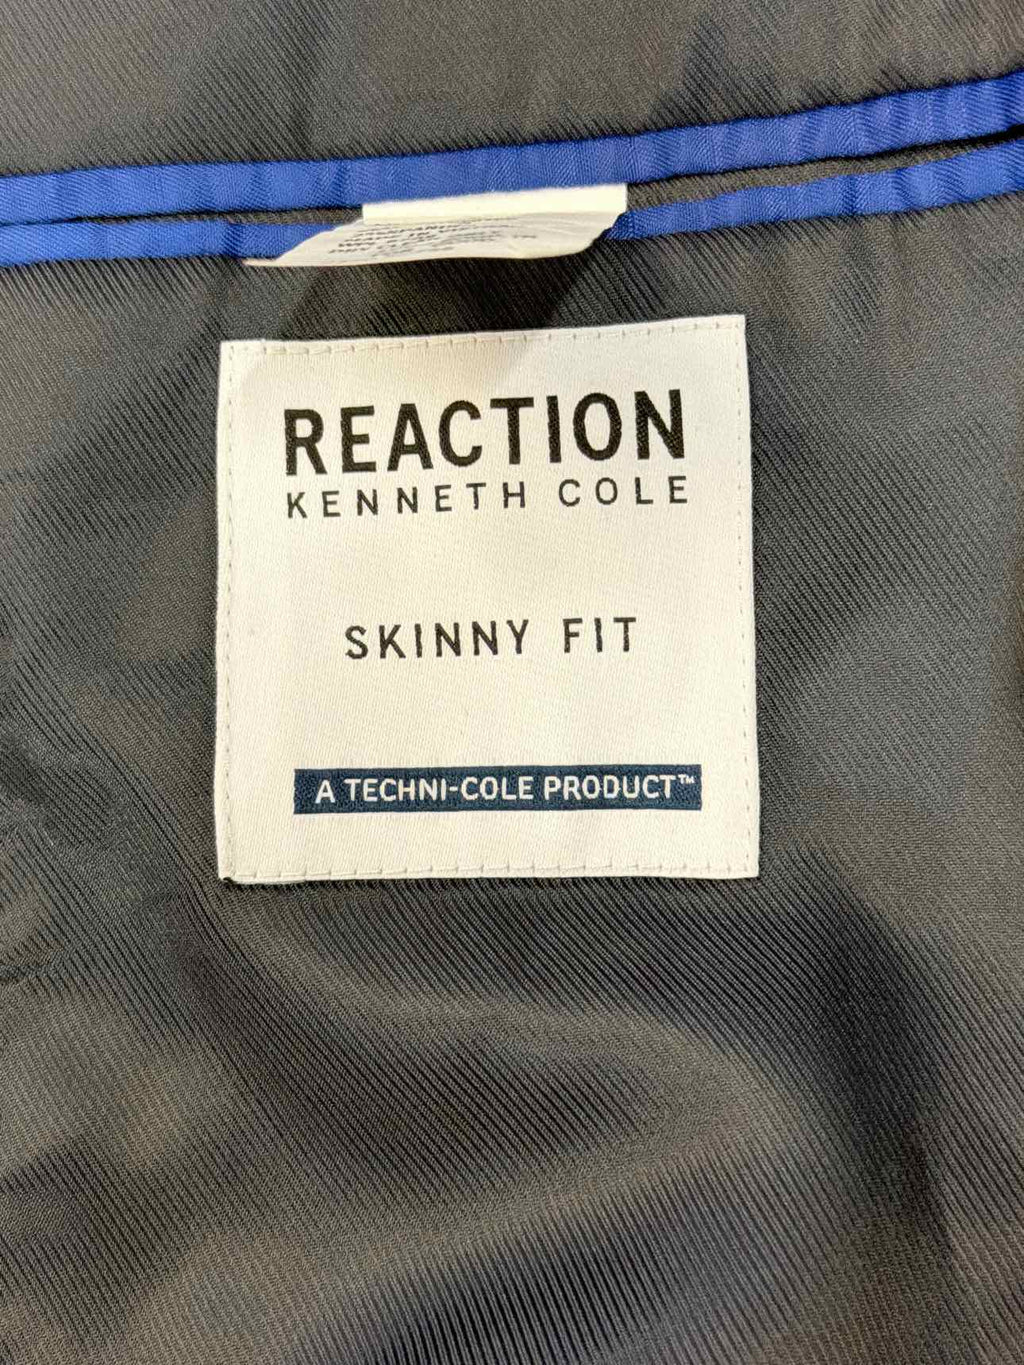 REACTION
KENNETH COLE
SKINNY FIT
A TECHNI-COLE PRODUCT™